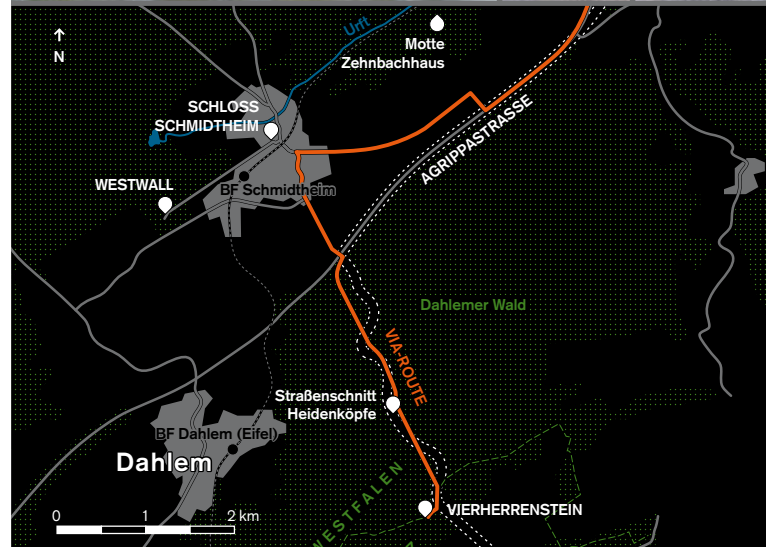 N
Urft
Motte
Zehnbachhaus
SCHLOSS
SCHMIDTHEIM
AGRIPPASTRASSE
WESTWALL
BF Schmidtheim
Dahlemer Wald
VIA-ROUTE
Straßenschnitt
Heidenköpfe
BF Dahlem (Eifel)
Dahlem
WESTFALEN
VIERHERRENSTEIN
0 1 2 km